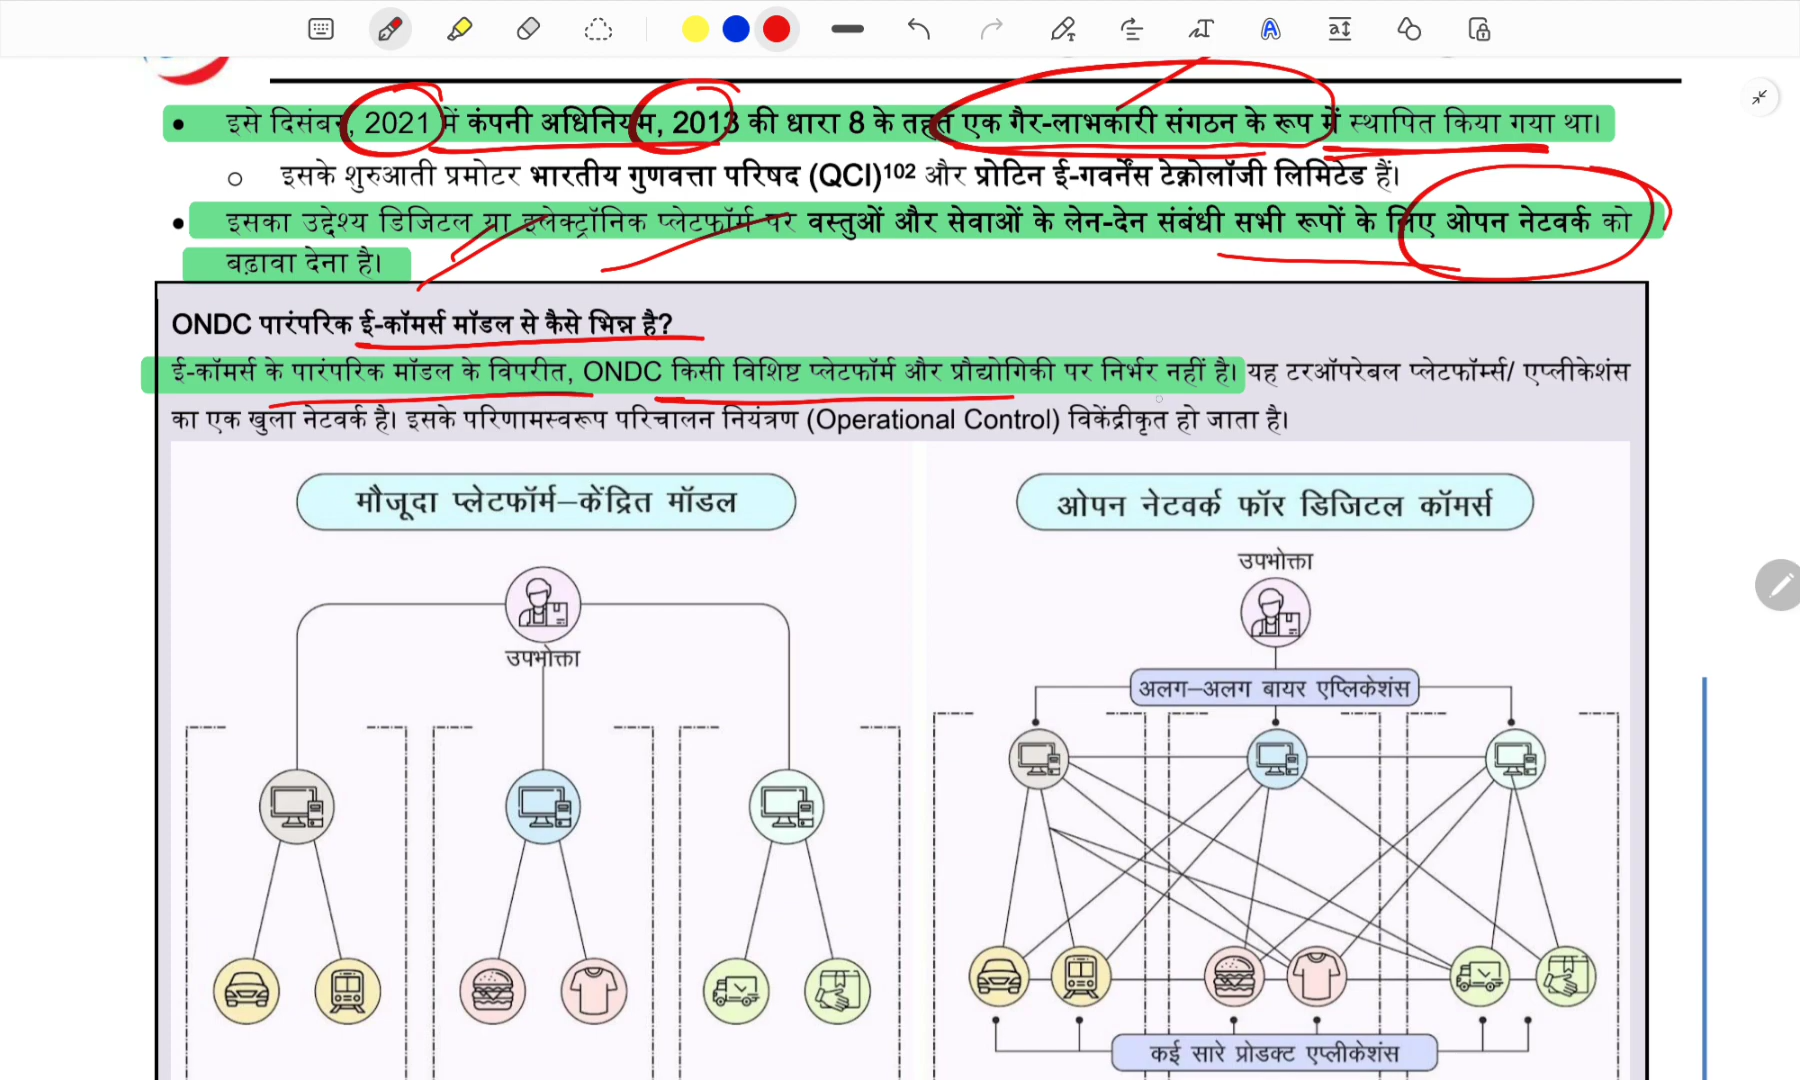 इसे दिसंबर, 2021 में कंपनी अधिनियम, 2013 की धारा 8 के तहत एक गैर-लाभकारी संगठन के रूप में स्थापित किया गया था।
इसके शुरुआती प्रमोटर भारतीय गुणवत्ता परिषद (QCI)102 और प्रोटिन ई-गवर्नेंस टेक्नोलॉजी लिमिटेड हैं।
इसका उद्देश्य डिजिटल या इलेक्ट्रॉनिक प्लेटफॉर्म पर वस्तुओं और सेवाओं के लेन-देन संबंधी सभी रूपों के लिए ओपन नेटवर्क को
बढ़ावा देना है।
ONDC पारंपरिक ई-कॉमर्स मॉडल से कैसे भिन्न है?
ई-कॉमर्स के पारंपरिक मॉडल के विपरीत, ONDC किसी विशिष्ट प्लेटफॉर्म और प्रौद्योगिकी पर निर्भर नहीं है। यह टरऑपरेबल प्लेटफॉर्म्स/ एप्लीकेशंस
का एक खुला नेटवर्क है। इसके परिणामस्वरूप परिचालन नियंत्रण (Operational Control) विकेंद्रीकृत हो जाता है।
मौजूदा प्लेटफॉर्म–केंद्रित मॉडल
उपभोक्ता
ओपन नेटवर्क फॉर डिजिटल कॉमर्स
उपभोक्ता
अलग–अलग बायर एप्लिकेशंस
कई सारे प्रोडक्ट एप्लीकेशंस